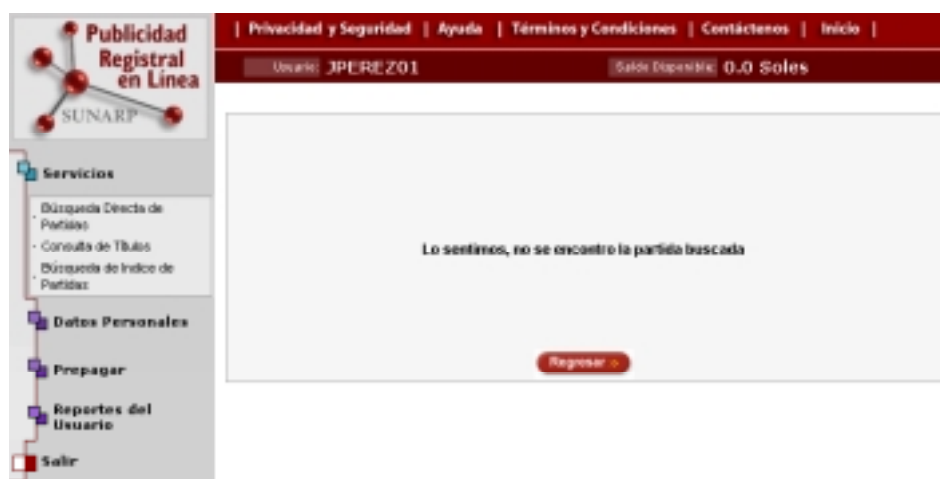 Publicidad
Registral
en Línea
SUNARP
| Privacidad y Seguridad | Ayuda | Términos y Condiciones | Contáctenos | Inicio |
Usuario: JPEREZ01 Saldo Disponible: 0.0 Soles
Servicios
· Búsqueda Directa de
Partidas
· Consulta de Títulos
· Búsqueda de Indice de
Partidas
Datos Personales
Prepagar
Reportes del
Usuario
Salir
Lo sentimos, no se encontro la partida buscada
Regresar